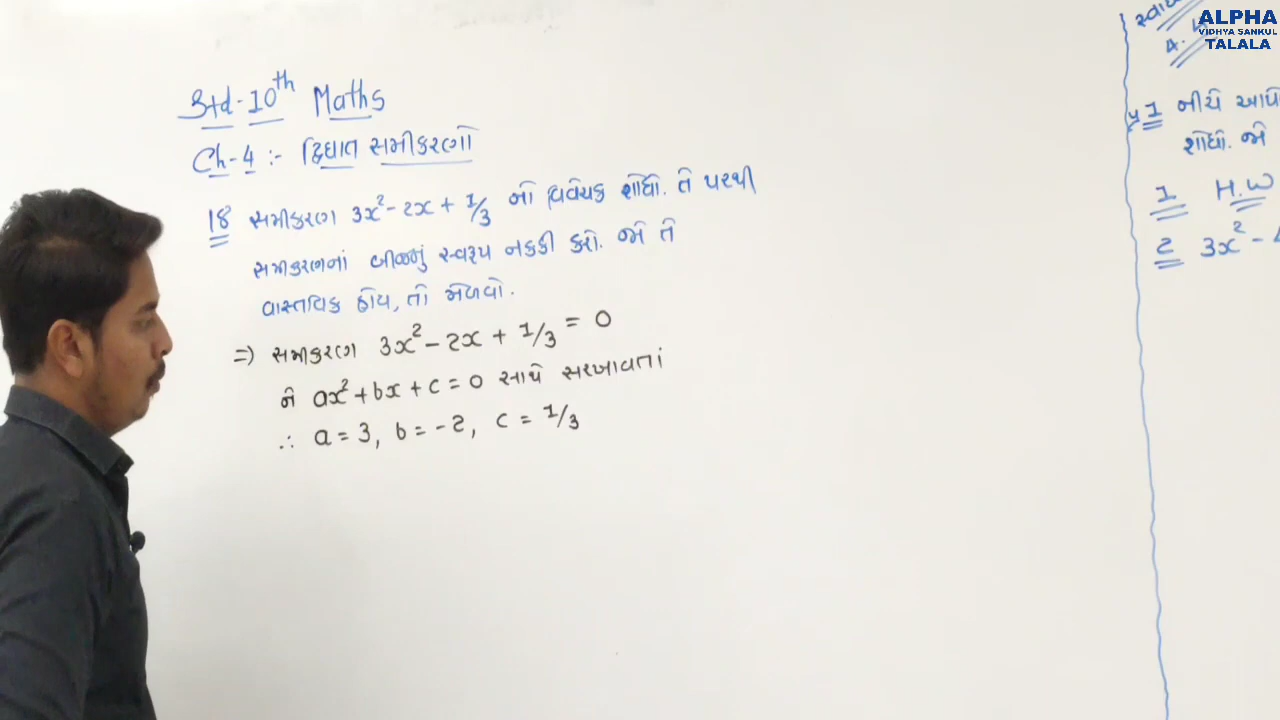 Std-10th Maths
Ch-4 :- દ્વિઘાત સમીકરણો
18 સમીકરણ 3x²-2x+1/3 નો વિવેચક શોધો. તે પરથી
સમીકરણનાં બીજનું સ્વરૂપ નક્કી કરો. જો તે
વાસ્તવિક હોય, તો મેળવો.
⇒ સમીકરણ 3x²-2x+1/3=0
ને ax²+bx+c=0 સાથે સરખાવતાં
∴ a=3, b=-2, c=1/3
4.
1 નીચે આપે
શોધો. જો
1 H.W
2 3x²-
ALPHA
VIDHYA SANKUL
TALALA